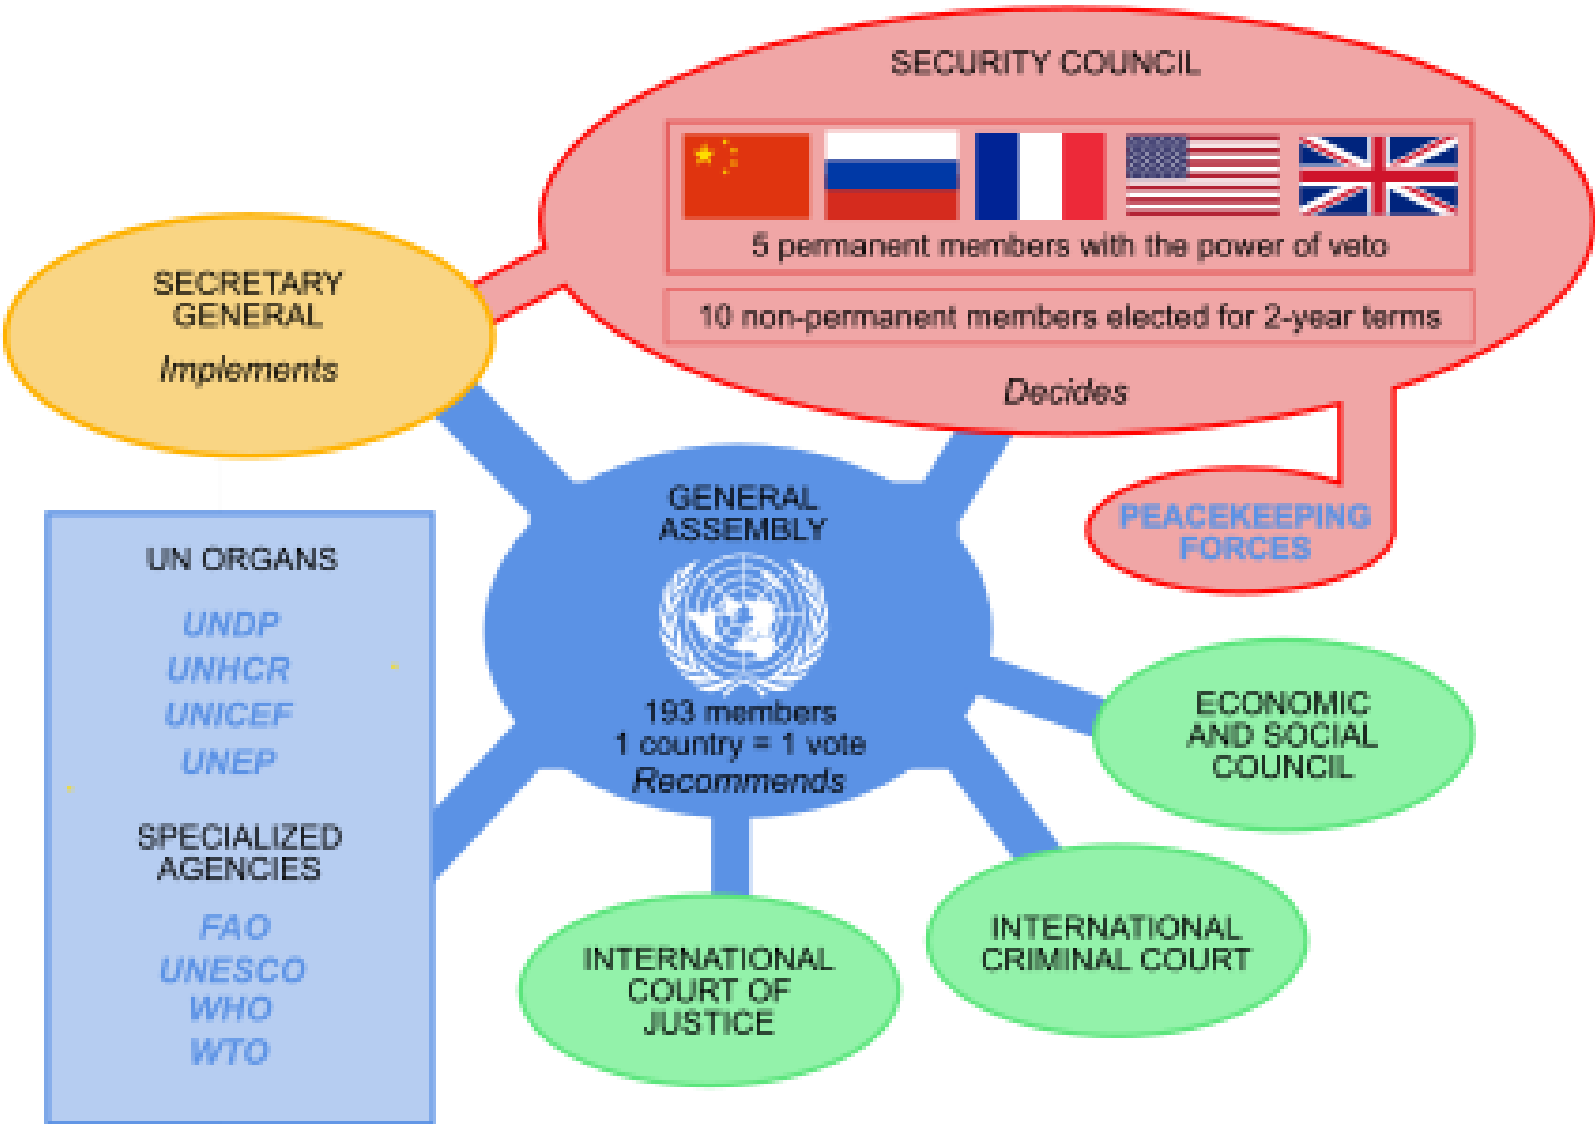 SECURITY COUNCIL
5 permanent members with the power of veto
10 non-permanent members elected for 2-year terms
Decides
SECRETARY
GENERAL
Implements
PEACEKEEPING
FORCES
GENERAL
ASSEMBLY
193 members
1 country = 1 vote
Recommends
UN ORGANS
UNDP
UNHCR
UNICEF
UNEP
SPECIALIZED
AGENCIES
FAO
UNESCO
WHO
WTO
ECONOMIC
AND SOCIAL
COUNCIL
INTERNATIONAL
CRIMINAL COURT
INTERNATIONAL
COURT OF
JUSTICE